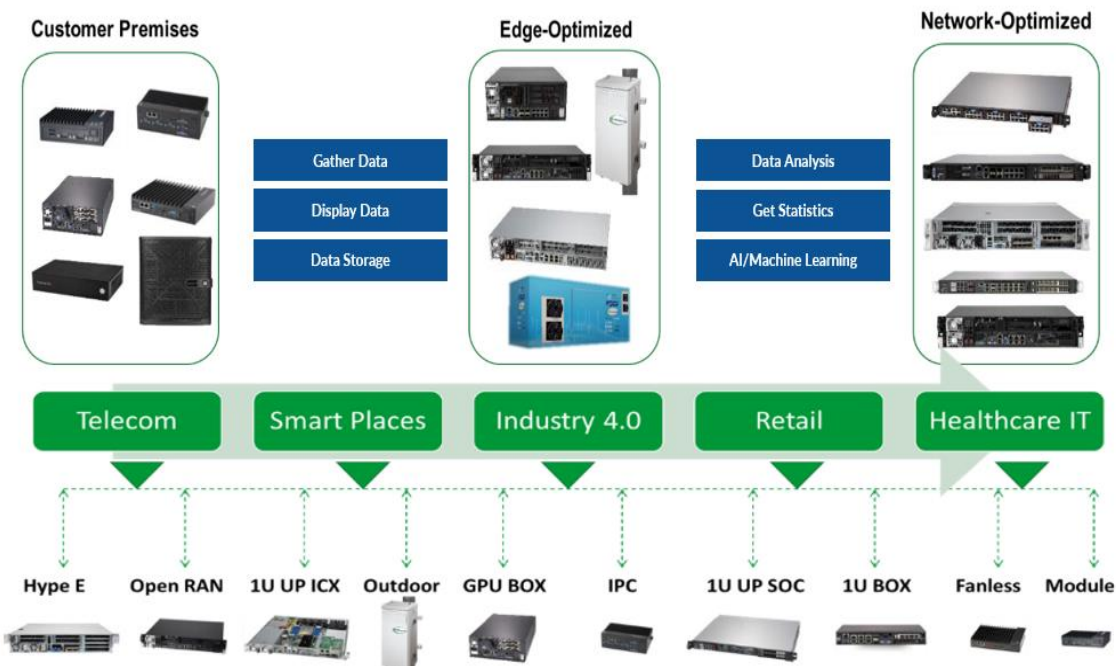 Customer Premises
Edge-Optimized
Network-Optimized
Gather Data
Display Data
Data Storage
Data Analysis
Get Statistics
AI/Machine Learning
Telecom
Smart Places
Industry 4.0
Retail
Healthcare IT
Hype E
Open RAN
1U UP ICX
Outdoor
GPU BOX
IPC
1U UP SOC
1U BOX
Fanless
Module